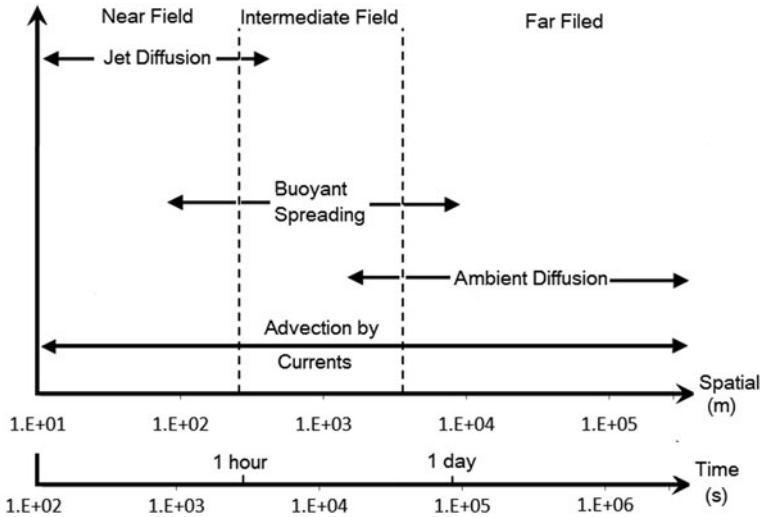 Near Field Intermediate Field Far Filed
Jet Diffusion
Buoyant
Spreading
Ambient Diffusion
Advection by
Currents
Spatial
(m)
1.E+01 1.E+02 1.E+03 1.E+04 1.E+05
1 hour 1 day
Time
(s)
1.E+02 1.E+03 1.E+04 1.E+05 1.E+06